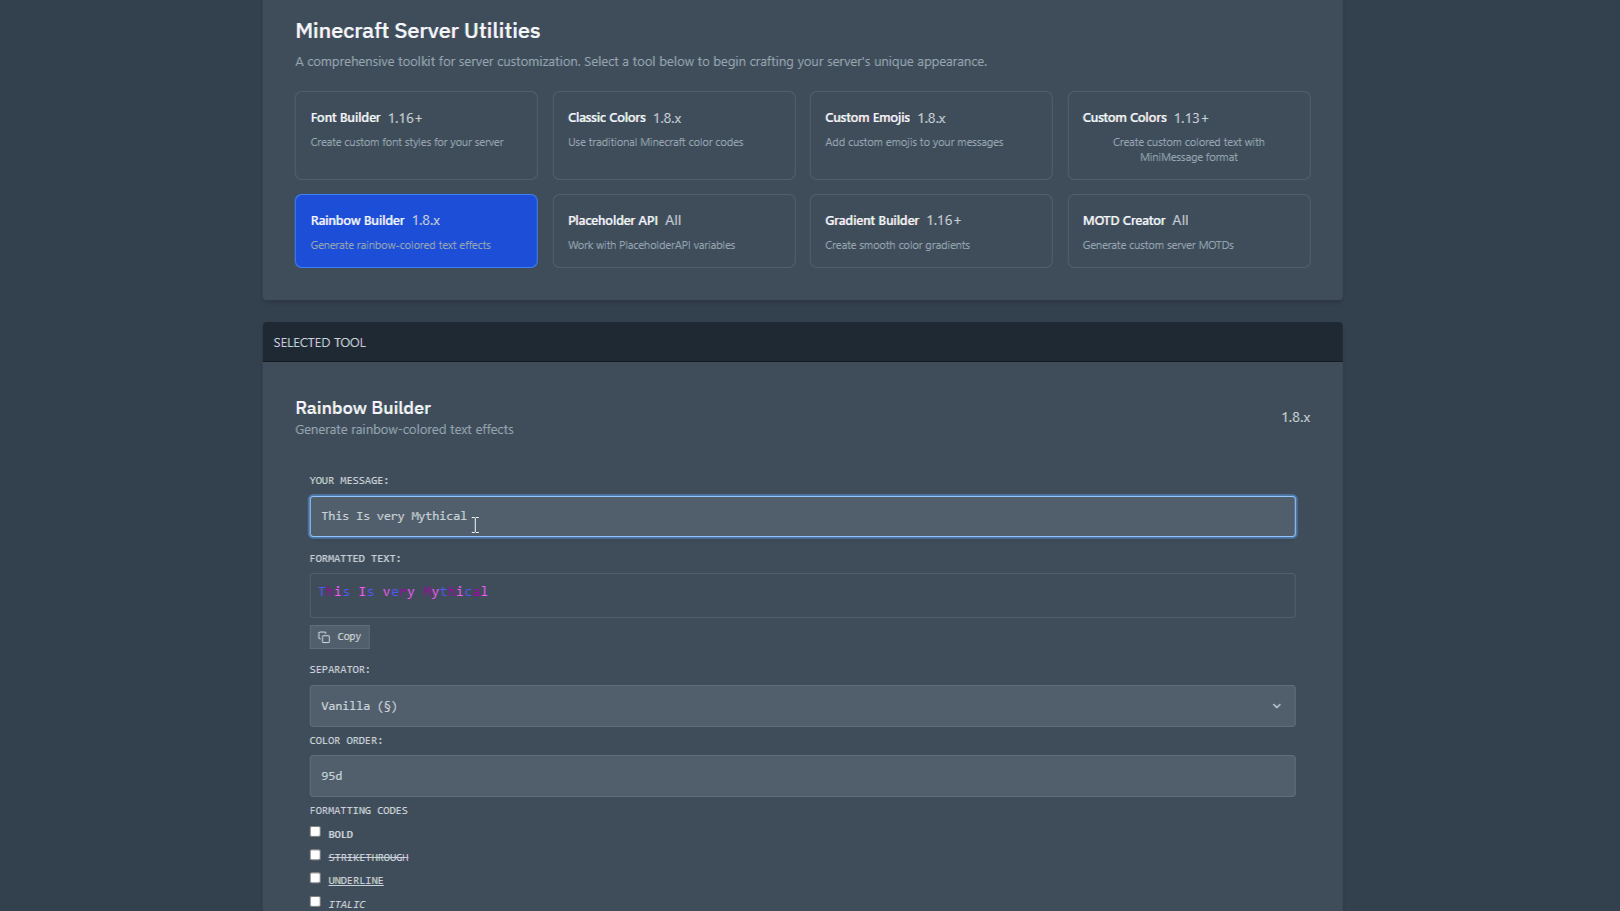 Minecraft Server Utilities
A comprehensive toolkit for server customization. Select a tool below to begin crafting your server's unique appearance.
Font Builder 1.16+
Create custom font styles for your server
Classic Colors 1.8.x
Use traditional Minecraft color codes
Custom Emojis 1.8.x
Add custom emojis to your messages
Custom Colors 1.13+
Create custom colored text with
MiniMessage format
Rainbow Builder 1.8.x
Generate rainbow-colored text effects
Placeholder API All
Work with PlaceholderAPI variables
Gradient Builder 1.16+
Create smooth color gradients
MOTD Creator All
Generate custom server MOTDs
SELECTED TOOL
Rainbow Builder
Generate rainbow-colored text effects
1.8.x
YOUR MESSAGE:
This Is very Mythical
FORMATTED TEXT:
This Is very Mythical
Copy
SEPARATOR:
Vanilla (§)
COLOR ORDER:
95d
FORMATTING CODES
BOLD
STRIKETHROUGH
UNDERLINE
ITALIC